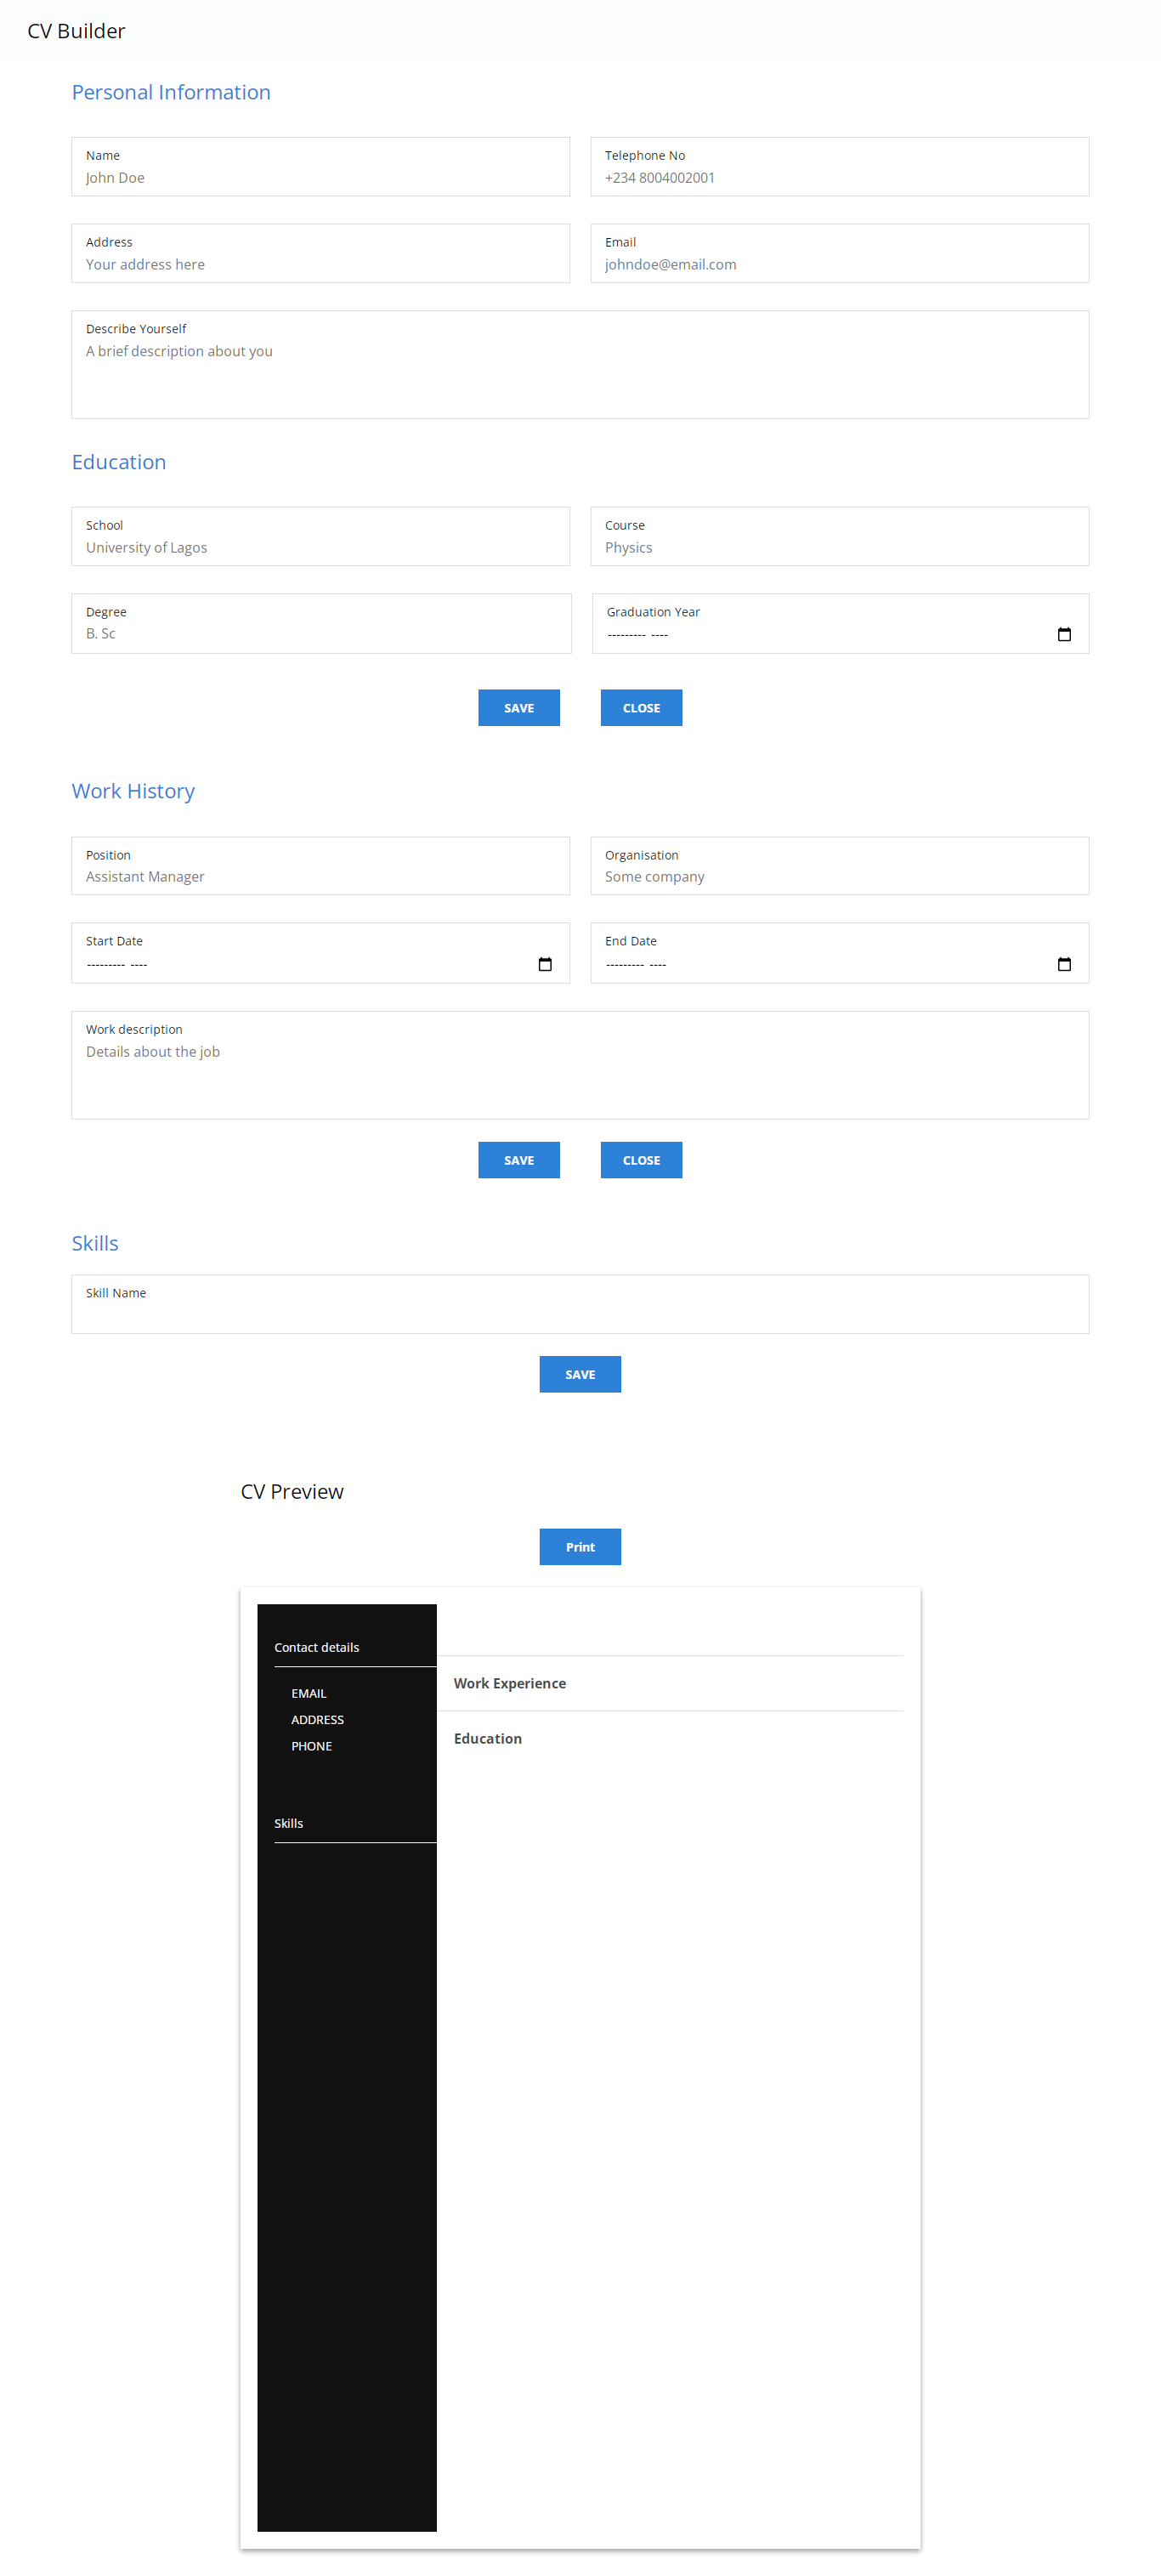 CV Builder
Personal Information
Name
John Doe
Telephone No
+234 8004002001
Address
Your address here
Email
johndoe@email.com
Describe Yourself
A brief description about you
Education
School
University of Lagos
Course
Physics
Degree
B. Sc
Graduation Year
--------- ----
SAVE
CLOSE
Work History
Position
Assistant Manager
Organisation
Some company
Start Date
--------- ----
End Date
--------- ----
Work description
Details about the job
SAVE
CLOSE
Skills
Skill Name
SAVE
CV Preview
Print
Contact details
EMAIL
ADDRESS
PHONE
Skills
Work Experience
Education